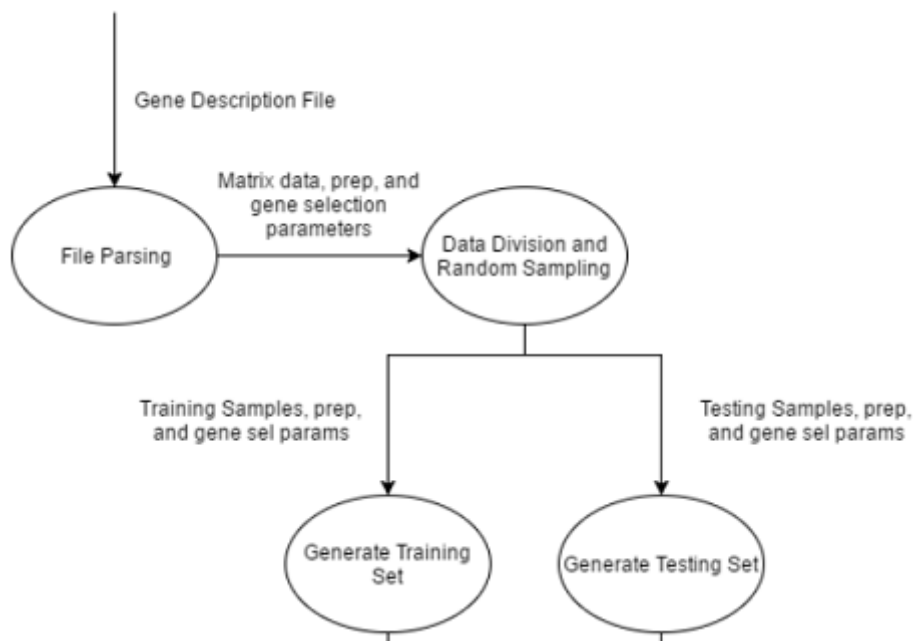 Gene Description File
Matrix data, prep, and
gene selection
parameters
File Parsing
Data Division and
Random Sampling
Training Samples, prep,
and gene sel params
Testing Samples, prep,
and gene sel params
Generate Training
Set
Generate Testing Set